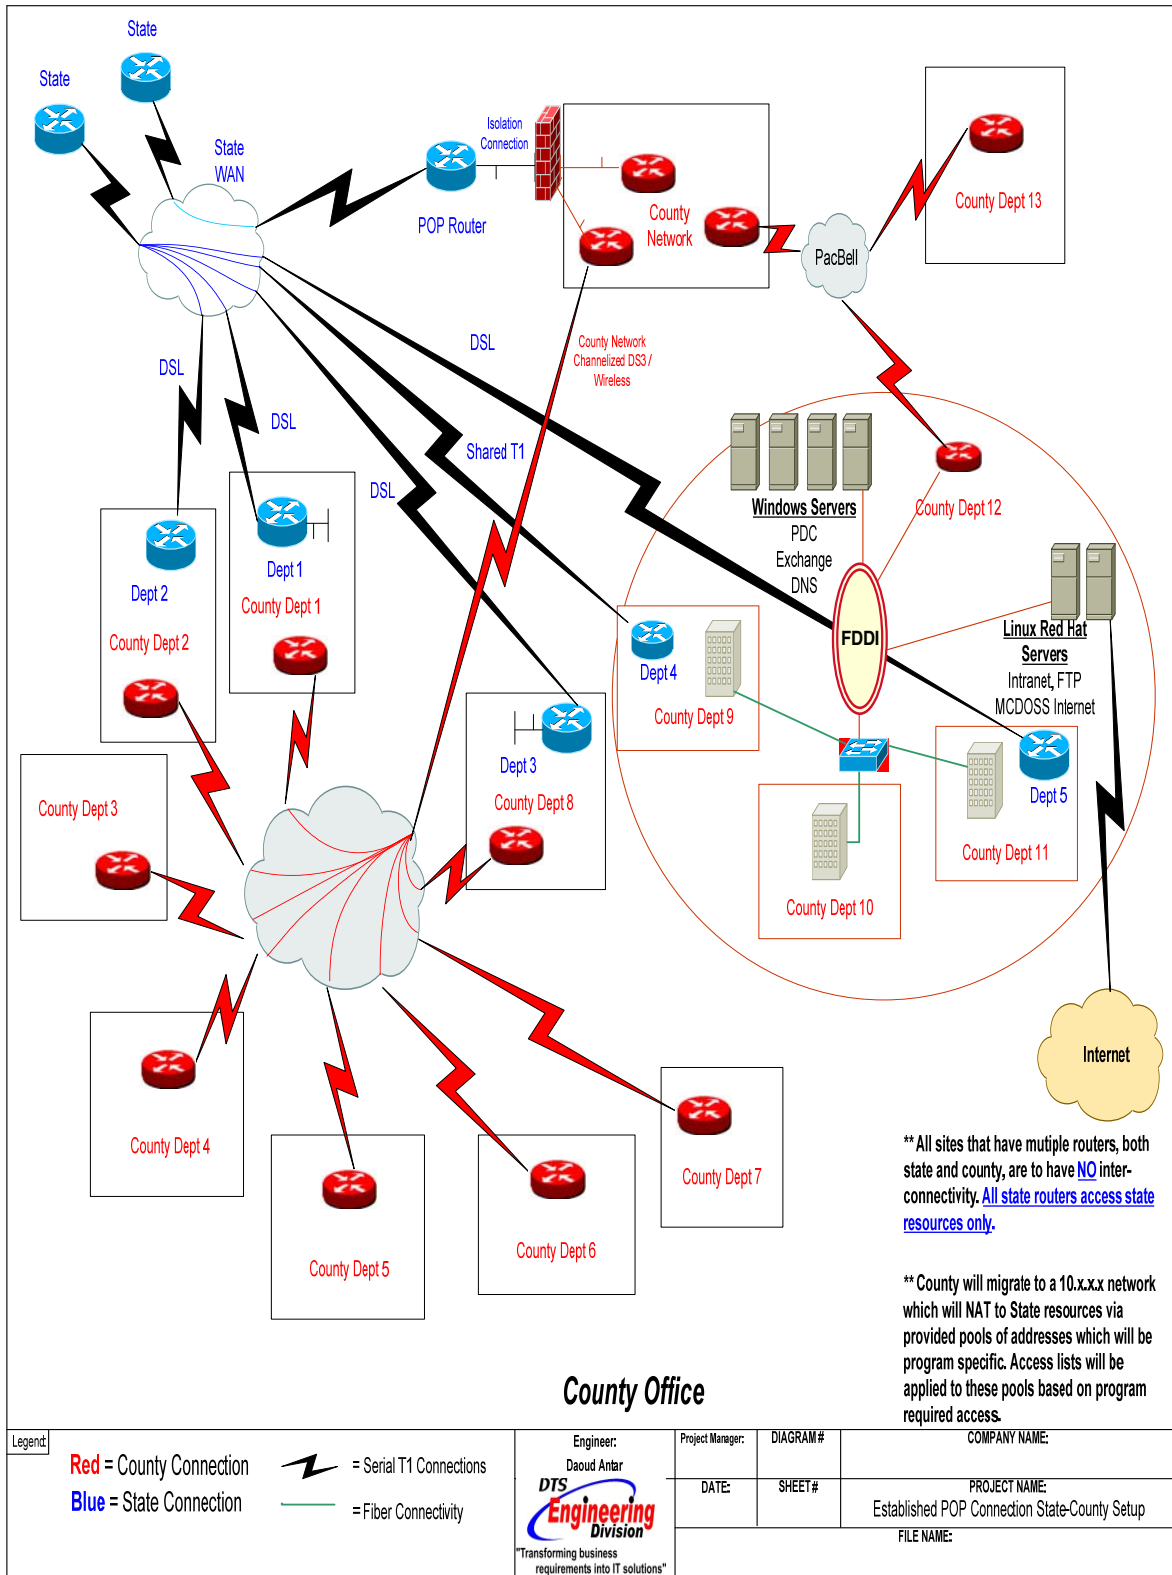 State
State
State
WAN
Isolation
Connection
POP Router
County
Network
PacBell
County Dept 13
DSL
DSL
DSL
County Network
Channelized DS3 /
Wireless
Shared T1
DSL
Windows Servers
PDC
Exchange
DNS
County Dept 12
Dept 2
County Dept 2
Dept 1
County Dept 1
FDDI
Linux Red Hat
Servers
Intranet, FTP
MCDOSS Internet
Dept 4
County Dept 9
Dept 3
County Dept 8
Dept 5
County Dept 11
County Dept 10
County Dept 3
County Dept 4
County Dept 5
County Dept 6
County Dept 7
Internet
** All sites that have mutiple routers, both
state and county, are to have NO inter-
connectivity. All state routers access state
resources only.
** County will migrate to a 10.x.x.x network
which will NAT to State resources via
provided pools of addresses which will be
program specific. Access lists will be
applied to these pools based on program
required access.
County Office
Legend:
Red = County Connection
Blue = State Connection
= Serial T1 Connections
= Fiber Connectivity
Engineer:
Daoud Antar
DTS
Engineering
Division
"Transforming business
requirements into IT solutions"
Project Manager:
DIAGRAM #
COMPANY NAME:
DATE:
SHEET#
PROJECT NAME:
Established POP Connection State-County Setup
FILE NAME: